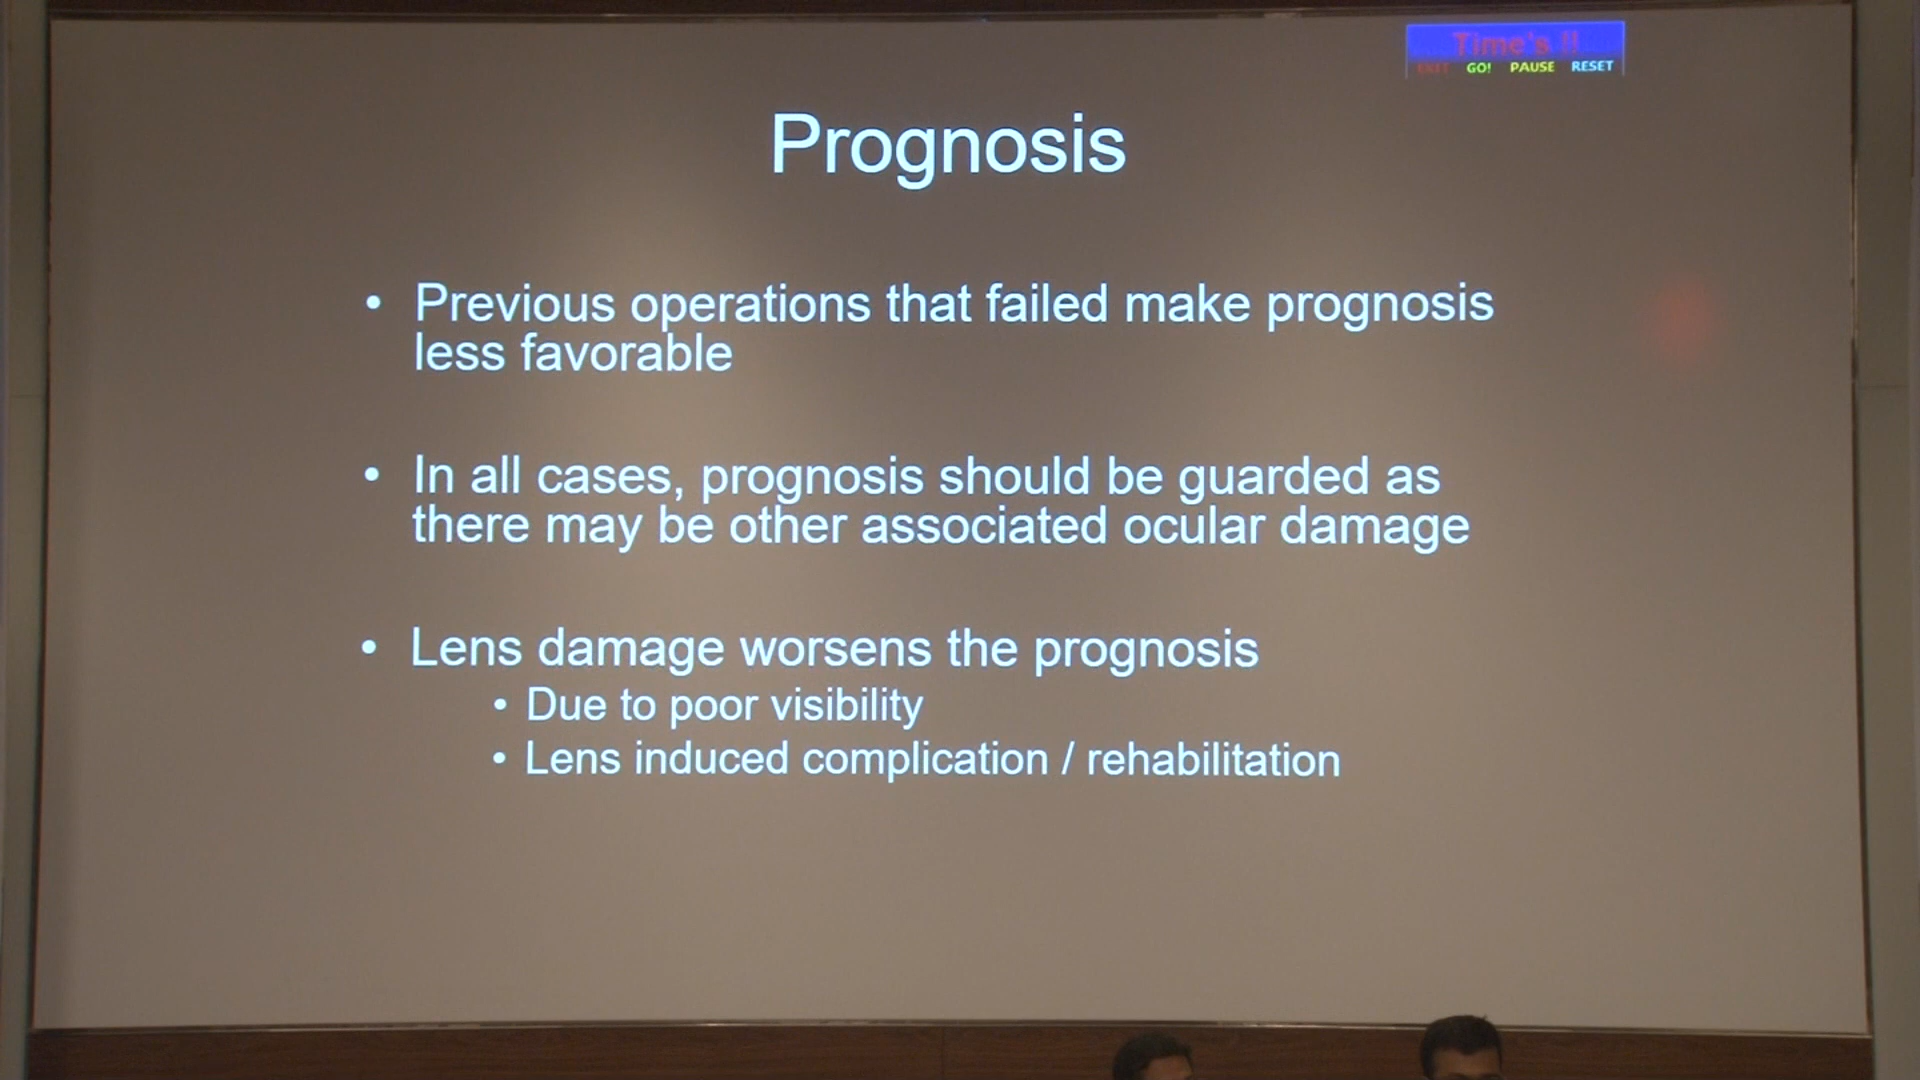 Time's !!
EXIT GO! PAUSE RESET
Prognosis
• Previous operations that failed make prognosis
less favorable
• In all cases, prognosis should be guarded as
there may be other associated ocular damage
• Lens damage worsens the prognosis
• Due to poor visibility
• Lens induced complication / rehabilitation